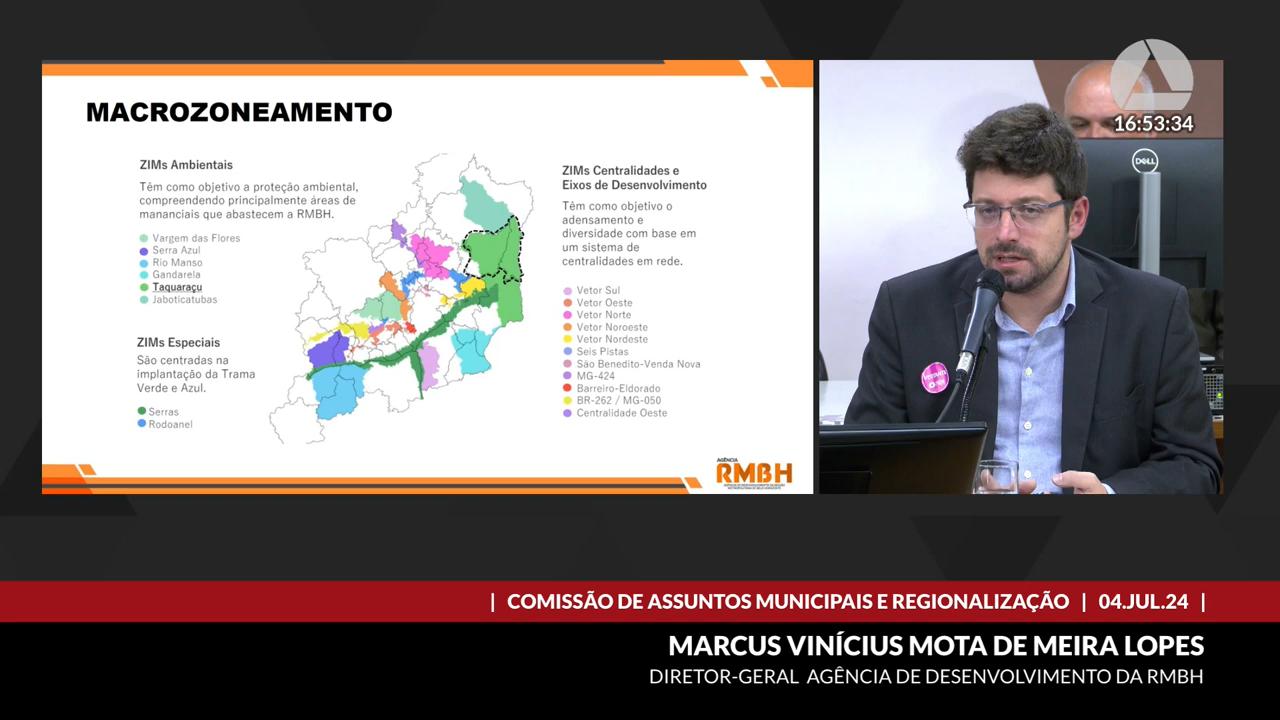 16:53:34
MACROZONEAMENTO
ZIMs Ambientais
Têm como objetivo a proteção ambiental,
compreendendo principalmente áreas de
mananciais que abastecem a RMBH.
Vargem das Flores
Serra Azul
Rio Manso
Gandarela
Taquaraçu
Jaboticatubas
ZIMs Especiais
São centradas na
implantação da Trama
Verde e Azul.
Serras
Rodoanel
ZIMs Centralidades e
Eixos de Desenvolvimento
Têm como objetivo o
adensamento e
diversidade com base em
um sistema de
centralidades em rede.
Vetor Sul
Vetor Oeste
Vetor Norte
Vetor Noroeste
Vetor Nordeste
Seis Pistas
São Benedito-Venda Nova
MG-424
Barreiro-Eldorado
BR-262 / MG-050
Centralidade Oeste
AGÊNCIA
RMBH
DELL
| COMISSÃO DE ASSUNTOS MUNICIPAIS E REGIONALIZAÇÃO | 04.JUL.24 |
MARCUS VINÍCIUS MOTA DE MEIRA LOPES
DIRETOR-GERAL AGÊNCIA DE DESENVOLVIMENTO DA RMBH